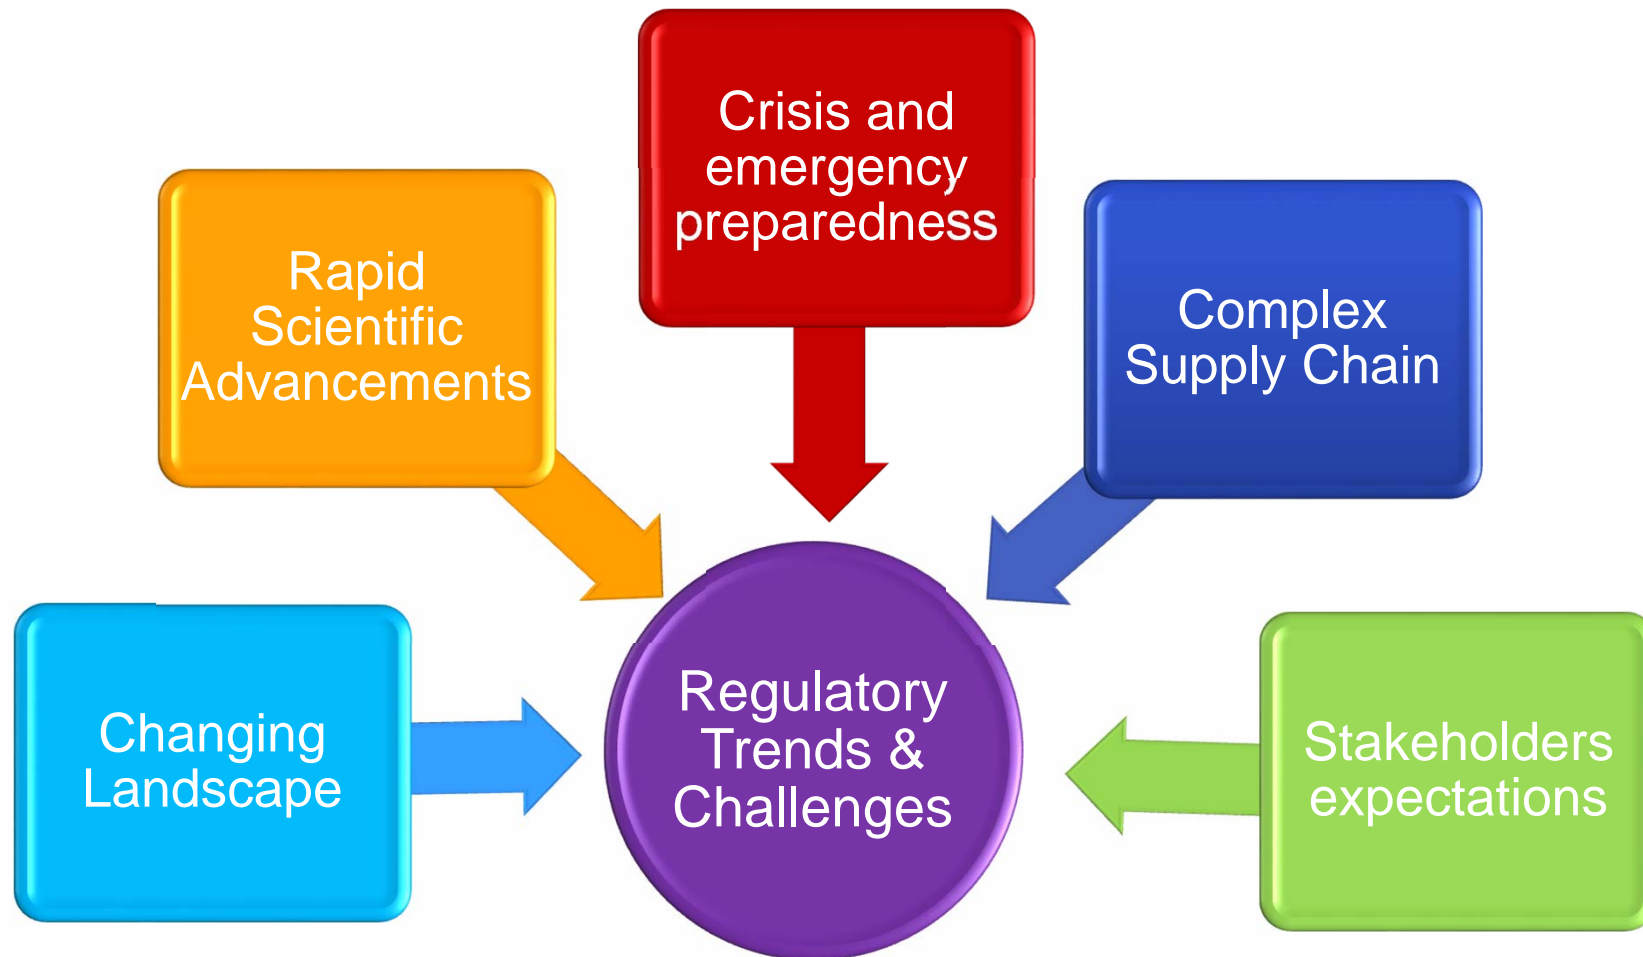 Crisis and
emergency
preparedness
Rapid
Scientific
Advancements
Complex
Supply Chain
Changing
Landscape
Regulatory
Trends &
Challenges
Stakeholders
expectations